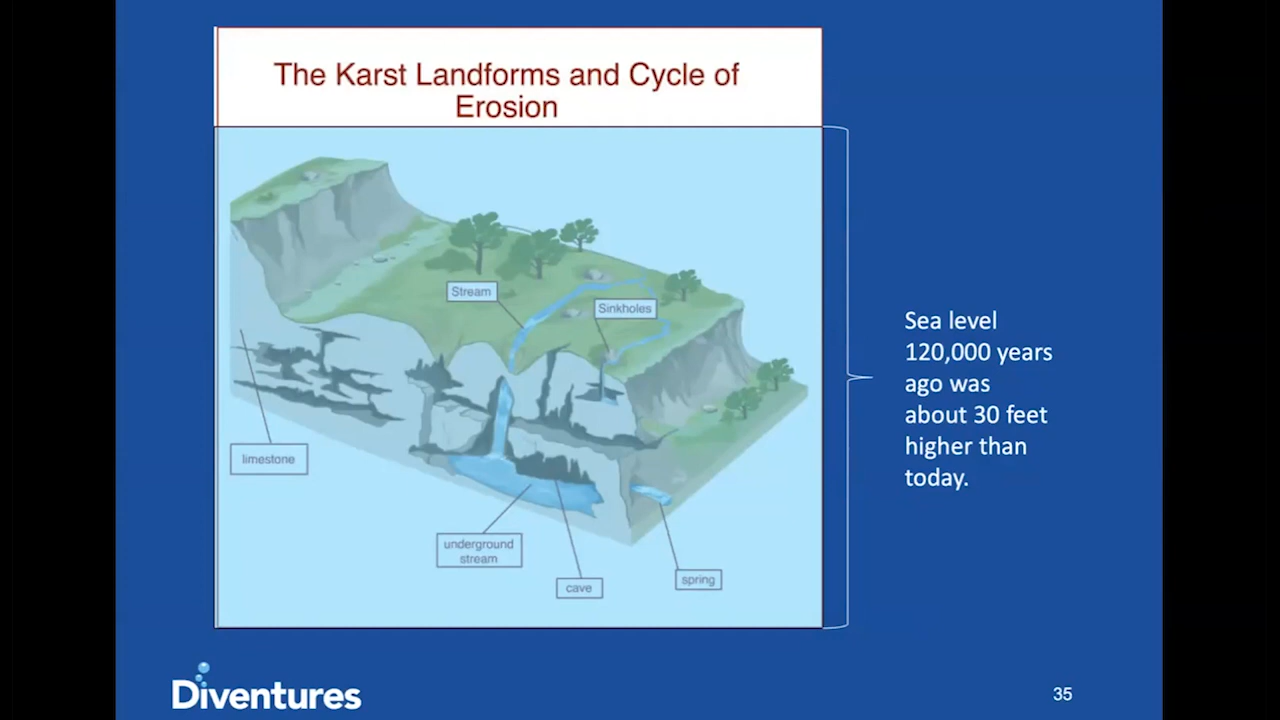 The Karst Landforms and Cycle of
Erosion
Stream
Sinkholes
limestone
underground
stream
cave
spring
Sea level
120,000 years
ago was
about 30 feet
higher than
today.
Diventures
35